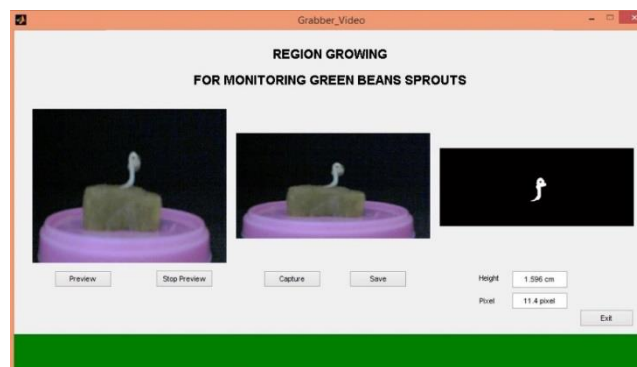 Grabber_Video
REGION GROWING
FOR MONITORING GREEN BEANS SPROUTS
Preview
Stop Preview
Capture
Save
Height
1.596 cm
Pixel
11.4 pixel
Exit